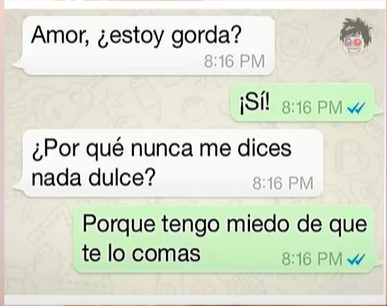 Amor, ¿estoy gorda?
8:16 PM
¡Sí! 8:16 PM
¿Por qué nunca me dices
nada dulce? 8:16 PM
Porque tengo miedo de que
te lo comas 8:16 PM